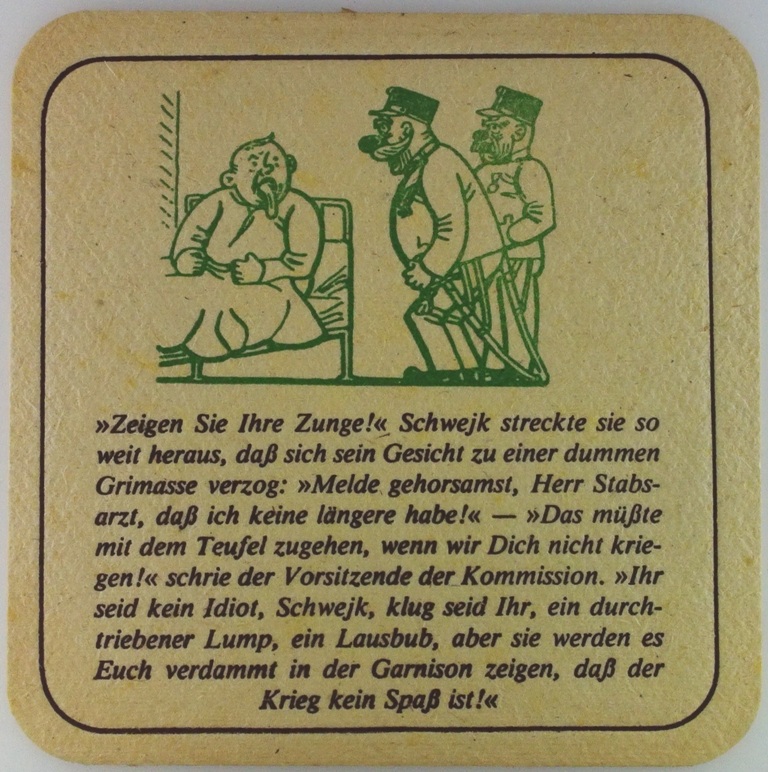 »Zeigen Sie Ihre Zunge!« Schwejk streckte sie so
weit heraus, daß sich sein Gesicht zu einer dummen
Grimasse verzog: »Melde gehorsamst, Herr Stabs-
arzt, daß ich keine längere habe!« — »Das müßte
mit dem Teufel zugehen, wenn wir Dich nicht krie-
gen!« schrie der Vorsitzende der Kommission. »Ihr
seid kein Idiot, Schwejk, klug seid Ihr, ein durch-
triebener Lump, ein Lausbub, aber sie werden es
Euch verdammt in der Garnison zeigen, daß der
Krieg kein Spaß ist!«